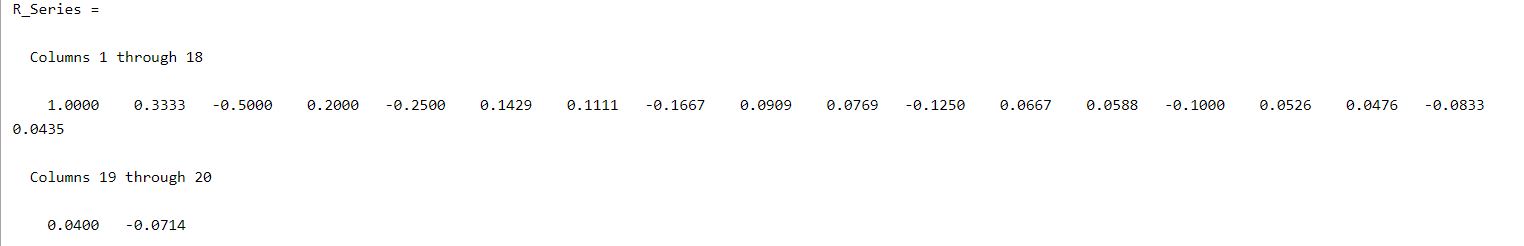 R_Series =
Columns 1 through 18
1.0000 0.3333 -0.5000 0.2000 -0.2500 0.1429 0.1111 -0.1667 0.0909 0.0769 -0.1250 0.0667 0.0588 -0.1000 0.0526 0.0476 -0.0833
0.0435
Columns 19 through 20
0.0400 -0.0714